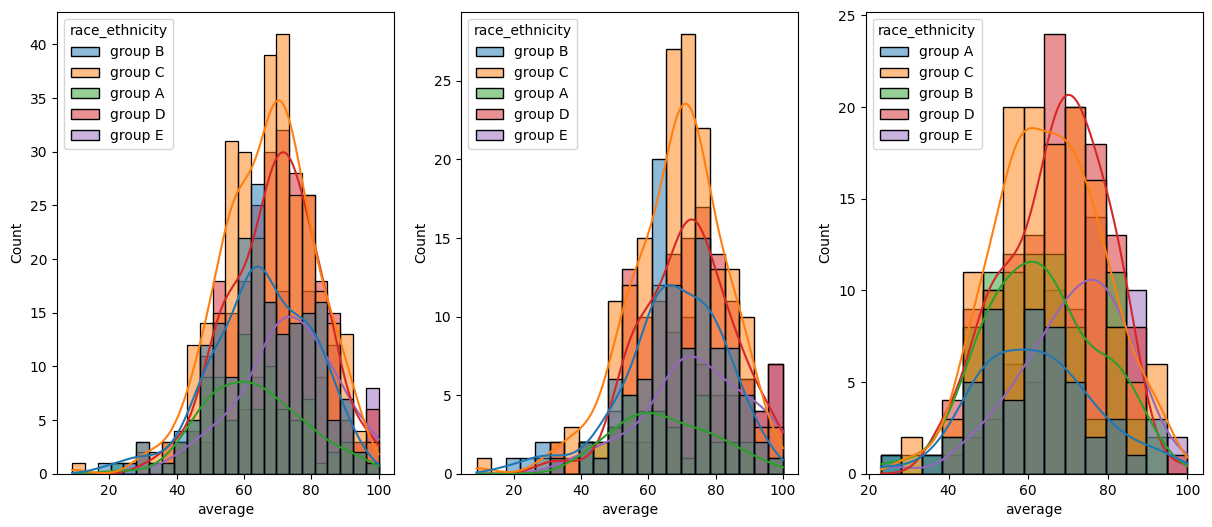 race_ethnicity
group B
group C
group A
group D
group E
40
35
30
25
20
15
10
5
0
Count
20 40 60 80 100
average
race_ethnicity
group B
group C
group A
group D
group E
25
20
15
10
5
0
Count
20 40 60 80 100
average
race_ethnicity
group A
group C
group B
group D
group E
25
20
15
10
5
0
Count
20 40 60 80 100
average